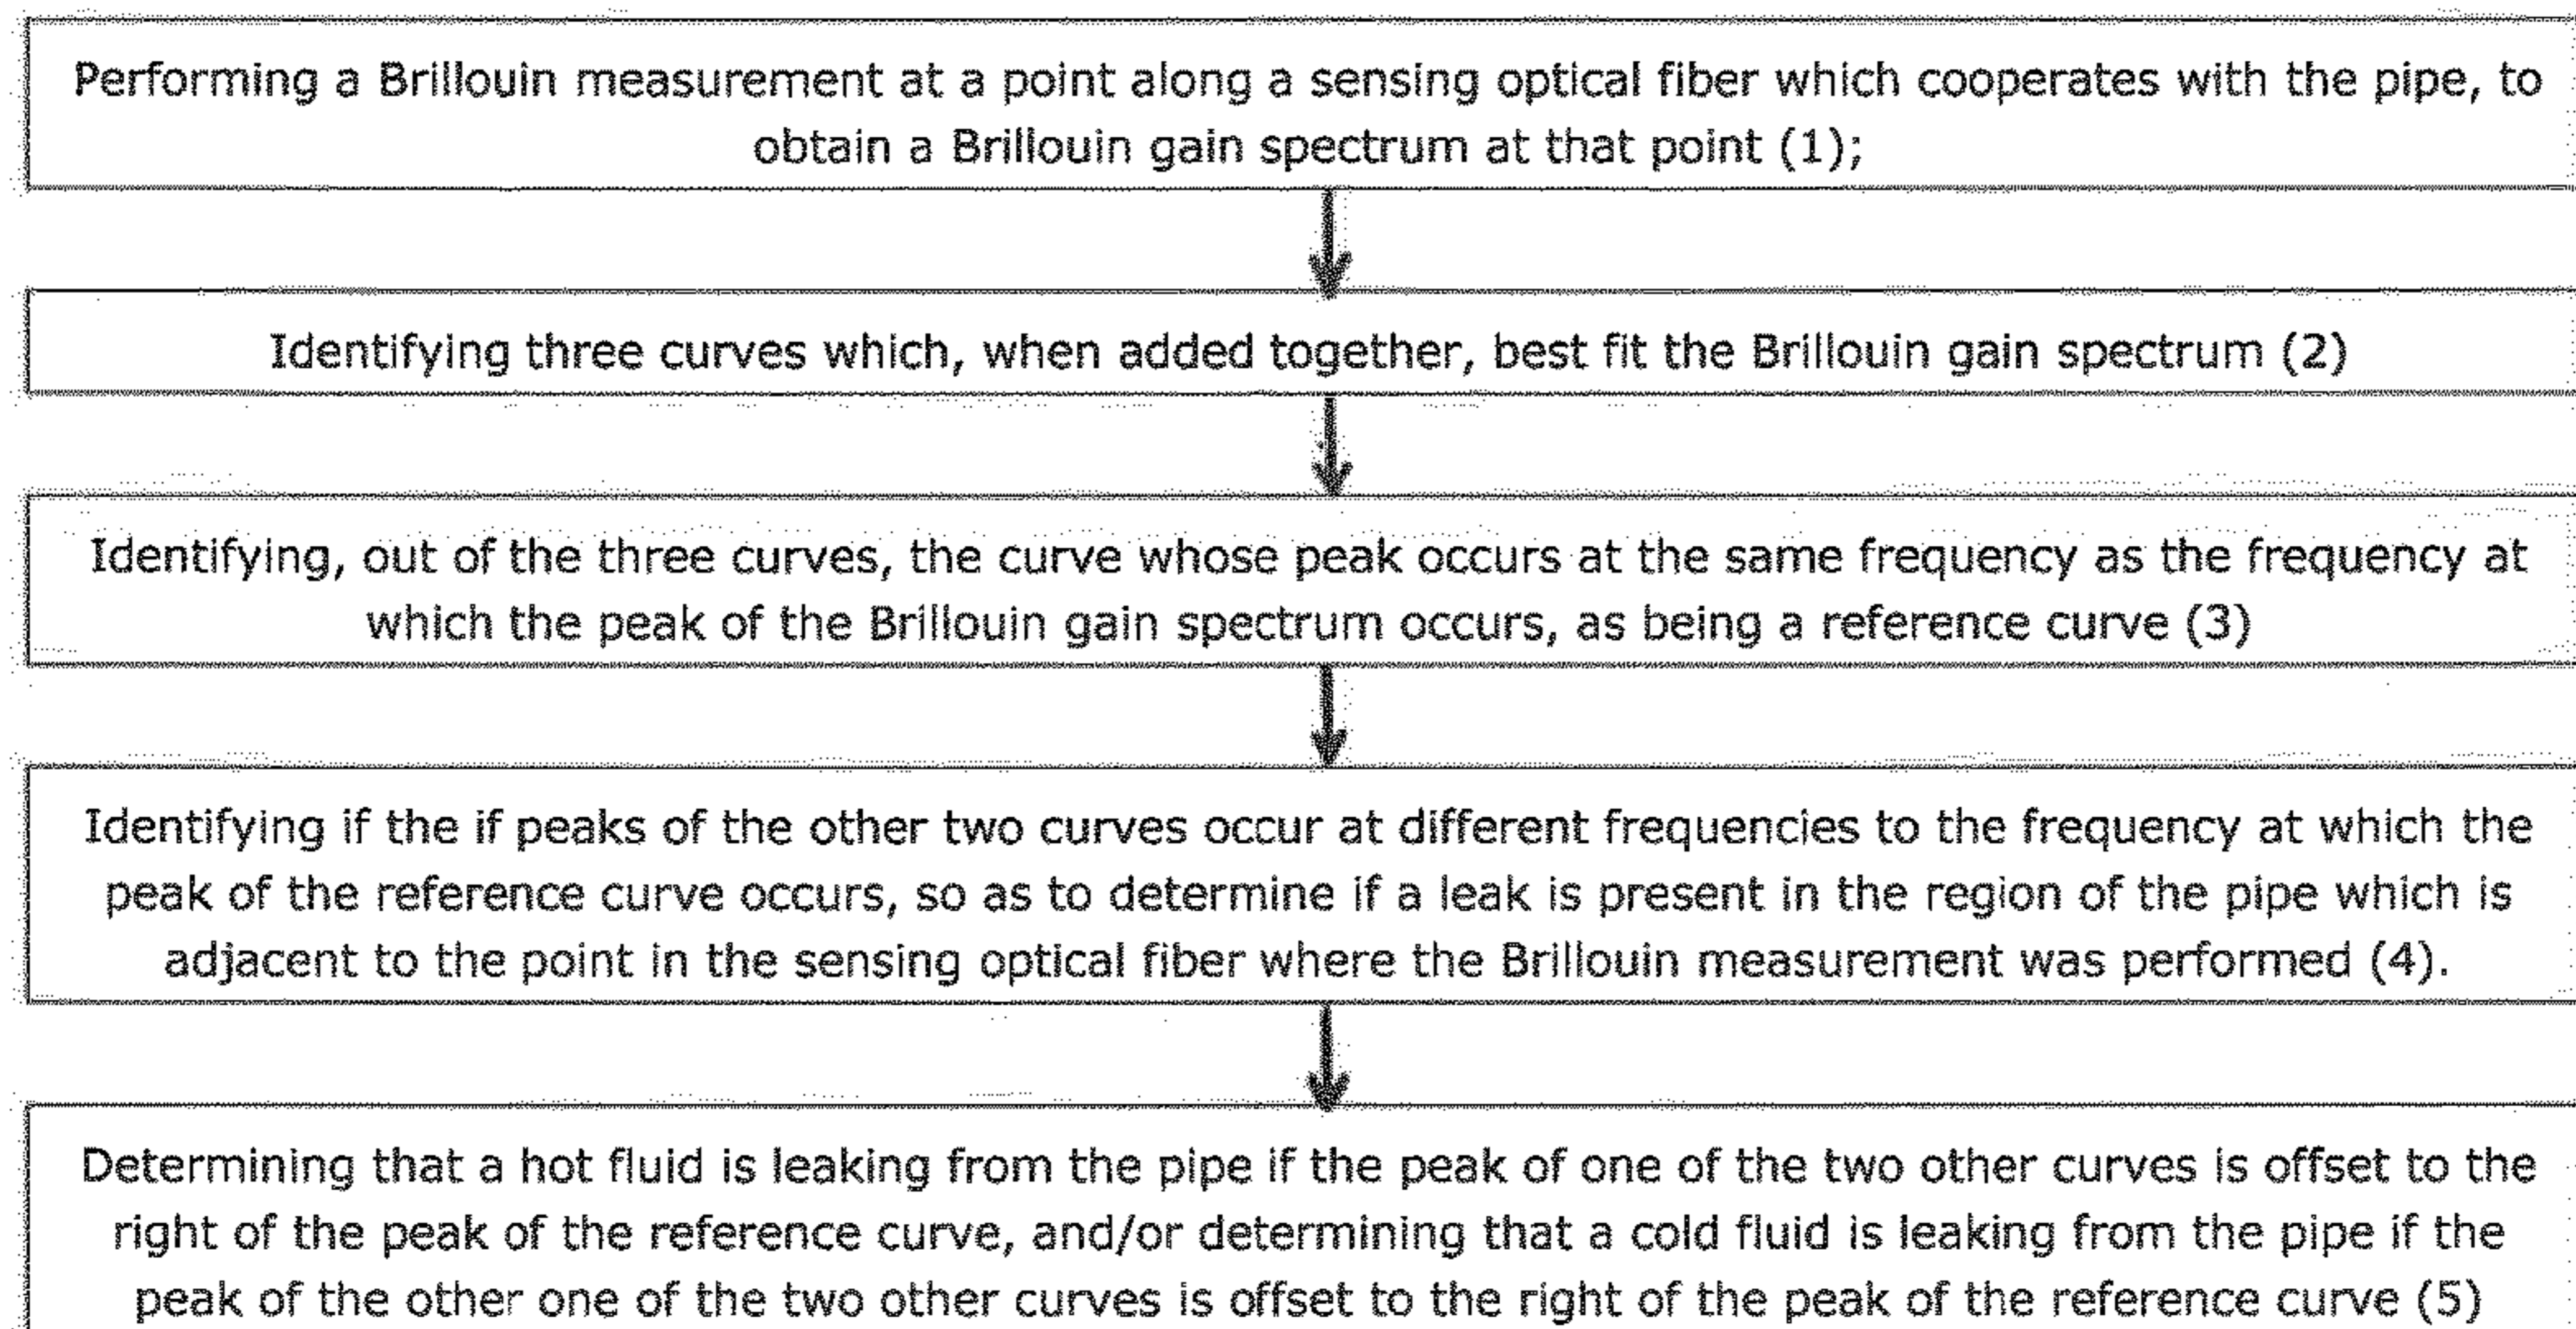 Performing a Brillouin measurement at a point along a sensing optical fiber which cooperates with the pipe, to
obtain a Brillouin gain spectrum at that point (1);
Identifying three curves which, when added together, best fit the Brillouin gain spectrum (2)
Identifying, out of the three curves, the curve whose peak occurs at the same frequency as the frequency at
which the peak of the Brillouin gain spectrum occurs, as being a reference curve (3)
Identifying if the if peaks of the other two curves occur at different frequencies to the frequency at which the
peak of the reference curve occurs, so as to determine if a leak is present in the region of the pipe which is
adjacent to the point in the sensing optical fiber where the Brillouin measurement was performed (4).
Determining that a hot fluid is leaking from the pipe if the peak of one of the two other curves is offset to the
right of the peak of the reference curve, and/or determining that a cold fluid is leaking from the pipe if the
peak of the other one of the two other curves is offset to the right of the peak of the reference curve (5)